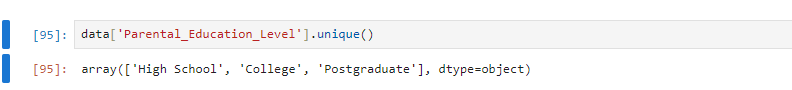 [95]: data['Parental_Education_Level'].unique()
[95]: array(['High School', 'College', 'Postgraduate'], dtype=object)